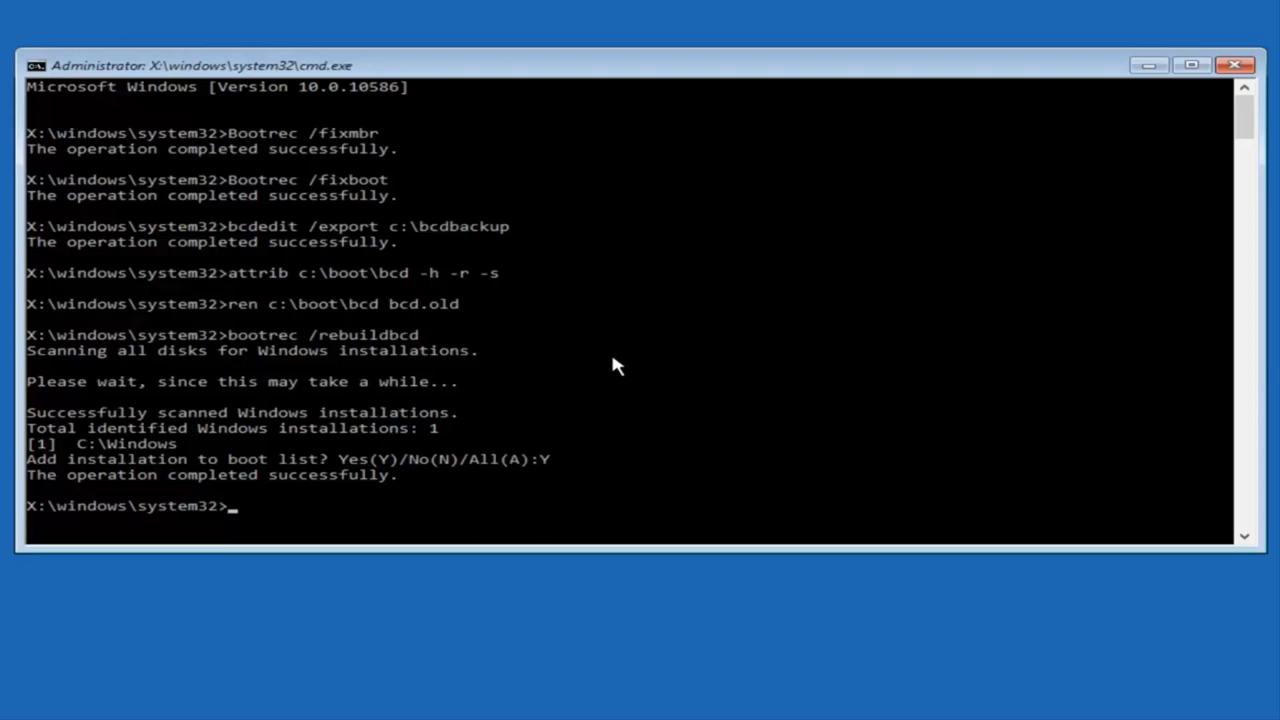 Administrator: X:\windows\system32\cmd.exe
Microsoft Windows [Version 10.0.10586]
X:\windows\system32>Bootrec /fixmbr
The operation completed successfully.
X:\windows\system32>Bootrec /fixboot
The operation completed successfully.
X:\windows\system32>bcdedit /export c:\bcdbackup
The operation completed successfully.
X:\windows\system32>attrib c:\boot\bcd -h -r -s
X:\windows\system32>ren c:\boot\bcd bcd.old
X:\windows\system32>bootrec /rebuildbcd
Scanning all disks for Windows installations.
Please wait, since this may take a while...
Successfully scanned Windows installations.
Total identified Windows installations: 1
[1]  C:\Windows
Add installation to boot list? Yes(Y)/No(N)/All(A):Y
The operation completed successfully.
X:\windows\system32>